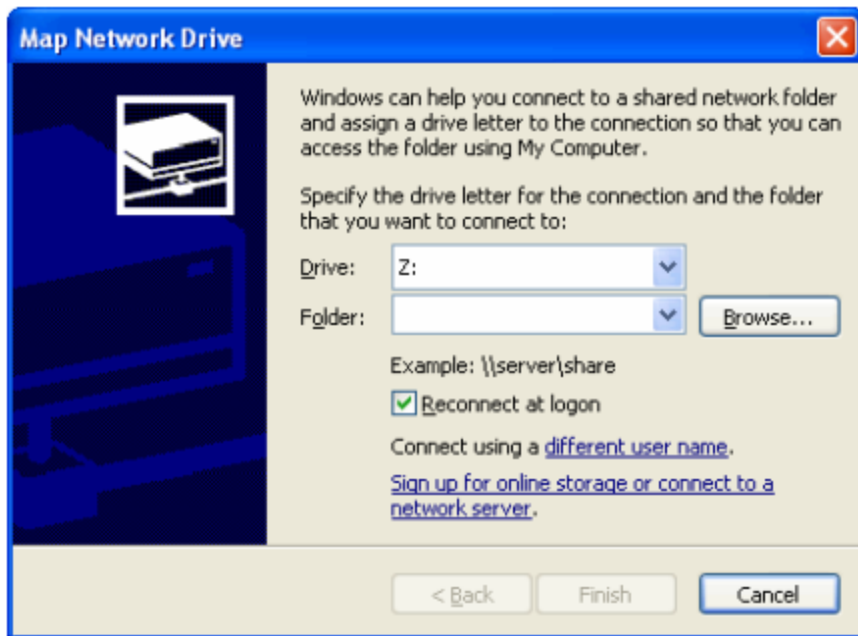 Map Network Drive
Windows can help you connect to a shared network folder
and assign a drive letter to the connection so that you can
access the folder using My Computer.
Specify the drive letter for the connection and the folder
that you want to connect to:
Drive: Z:
Folder: Browse...
Example: \\server\share
Reconnect at logon
Connect using a different user name.
Sign up for online storage or connect to a
network server.
< Back Finish Cancel